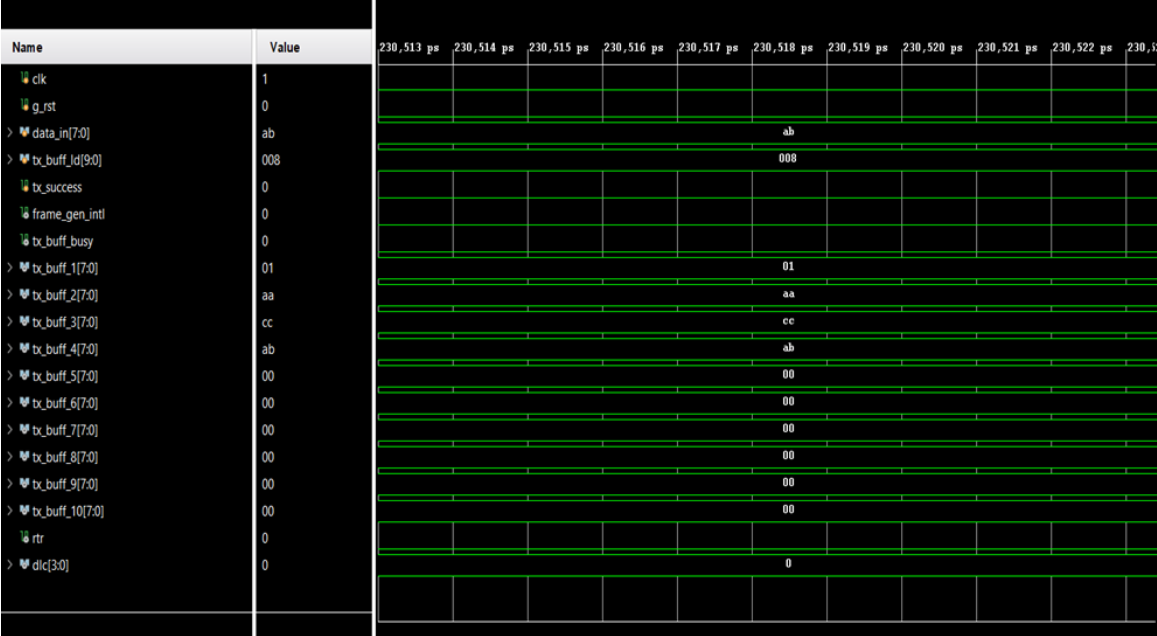 Name Value 230,513 ps 230,514 ps 230,515 ps 230,516 ps 230,517 ps 230,518 ps 230,519 ps 230,520 ps 230,521 ps 230,522 ps
clk 1
g_rst 0
data_in[7:0] ab ab
tx_buff_ld[9:0] 008 008
tx_success 0
frame_gen_intl 0
tx_buff_busy 0
tx_buff_1[7:0] 01 01
tx_buff_2[7:0] aa aa
tx_buff_3[7:0] cc cc
tx_buff_4[7:0] ab ab
tx_buff_5[7:0] 00 00
tx_buff_6[7:0] 00 00
tx_buff_7[7:0] 00 00
tx_buff_8[7:0] 00 00
tx_buff_9[7:0] 00 00
tx_buff_10[7:0] 00 00
rtr 0
dlc[3:0] 0 0